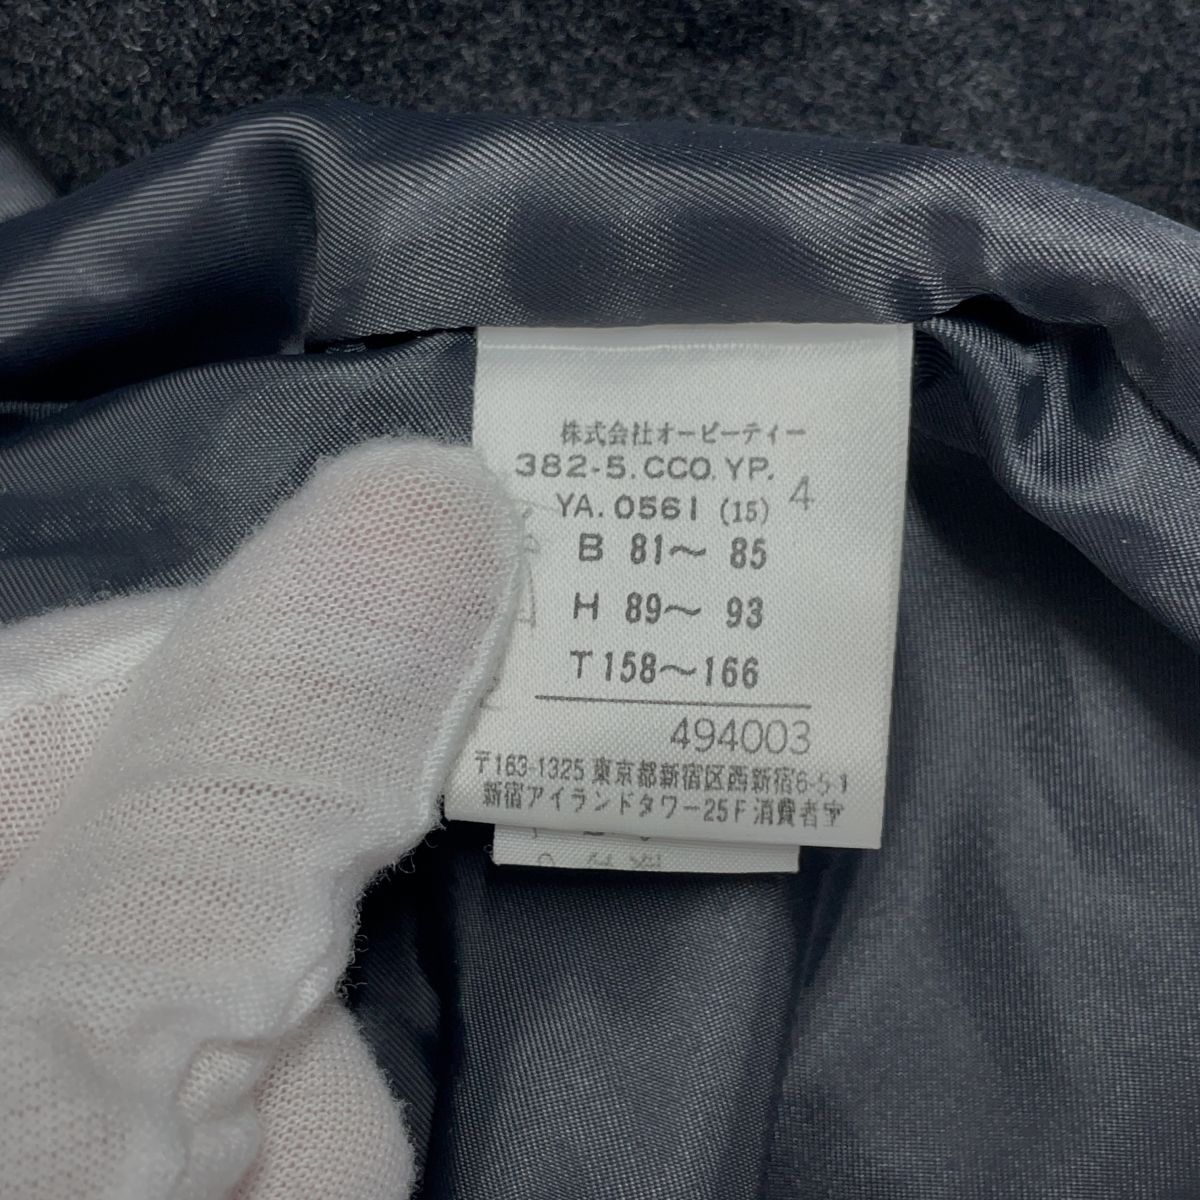 株式会社オーピーティー
382-5.CCO.YP.
4
YA.0561 (15)
B 81～ 85
H 89～ 93
T 158～166
494003
〒163-1325 東京都新宿区西新宿6-5-1
新宿アイランドタワー25F 消費者室